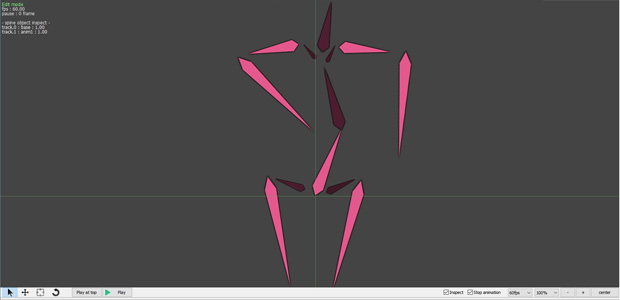 Edit mode
fps : 60.00
pause : 0 frame
- spine object inspect -
track.0 : base : 1.00
track.1 : anim1 : 1.00
Play at top Play Inspect Stop animation 60fps 100% - + center